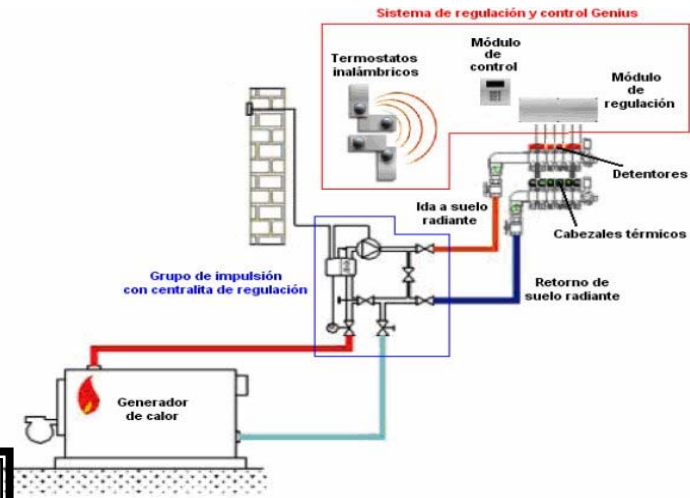 Sistema de regulación y control Genius
Módulo
de
control
Termostatos
inalámbricos
Módulo
de
regulación
Detentores
Ida a suelo
radiante
Cabezales térmicos
Grupo de impulsión
con centralita de regulación
Retorno de
suelo radiante
Generador
de calor